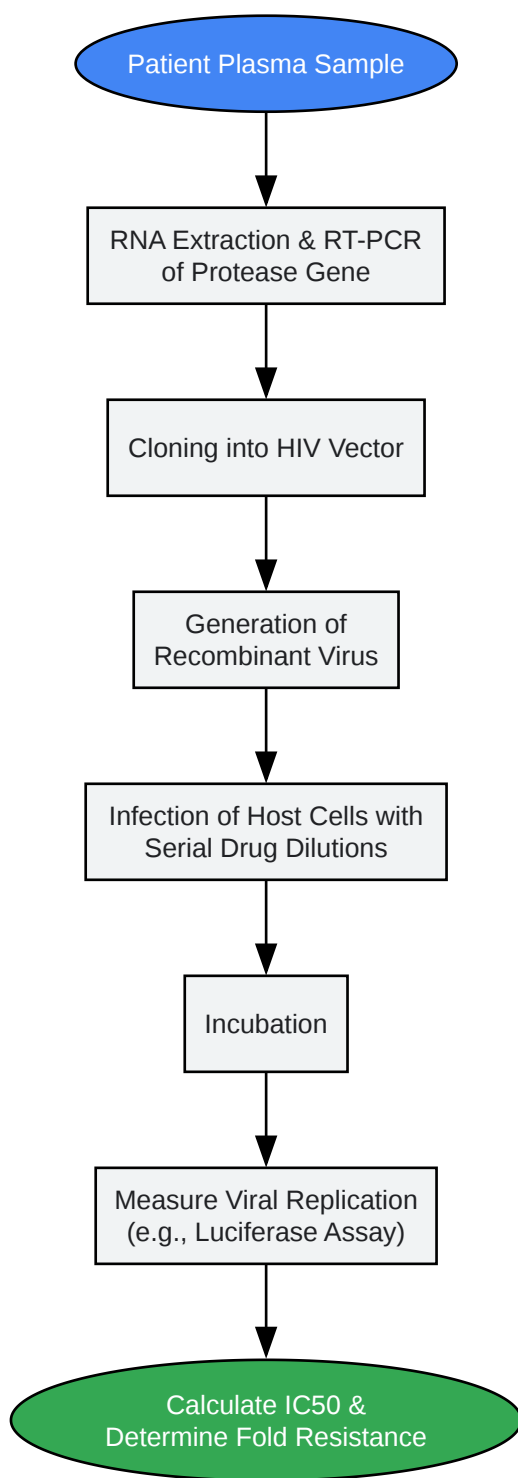 Patient Plasma Sample
RNA Extraction & RT-PCR
of Protease Gene
Cloning into HIV Vector
Generation of
Recombinant Virus
Infection of Host Cells with
Serial Drug Dilutions
Incubation
Measure Viral Replication
(e.g., Luciferase Assay)
Calculate IC50 &
Determine Fold Resistance